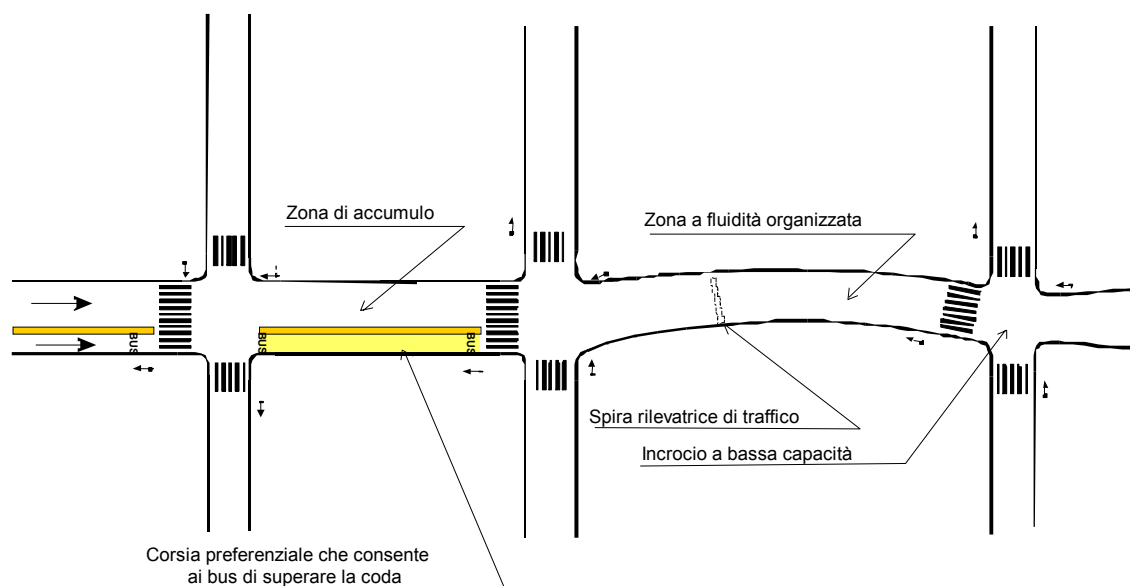 Zona di accumulo
Zona a fluidità organizzata
BUS
BUS
Spira rilevatrice di traffico
Incrocio a bassa capacità
Corsia preferenziale che consente
ai bus di superare la coda